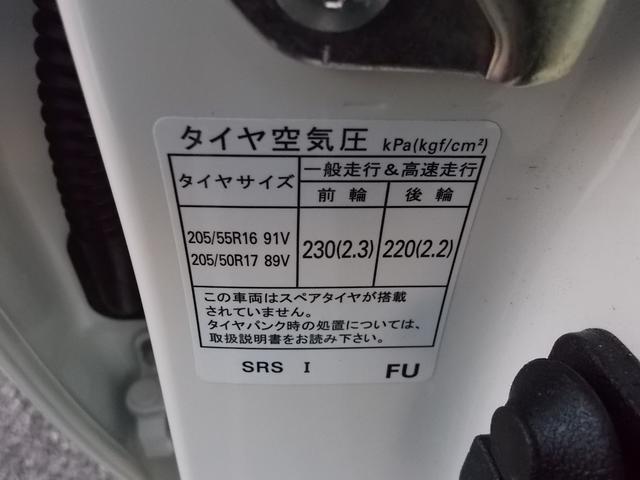 タイヤ空気圧 kPa(kgf/cm²)
タイヤサイズ 一般走行&高速走行
前輪 後輪
205/55R16 91V
205/50R17 89V
230(2.3) 220(2.2)
この車両はスペアタイヤが搭載
されていません。
タイヤパンク時の処置については、
取扱説明書をお読み下さい。
SRS I FU